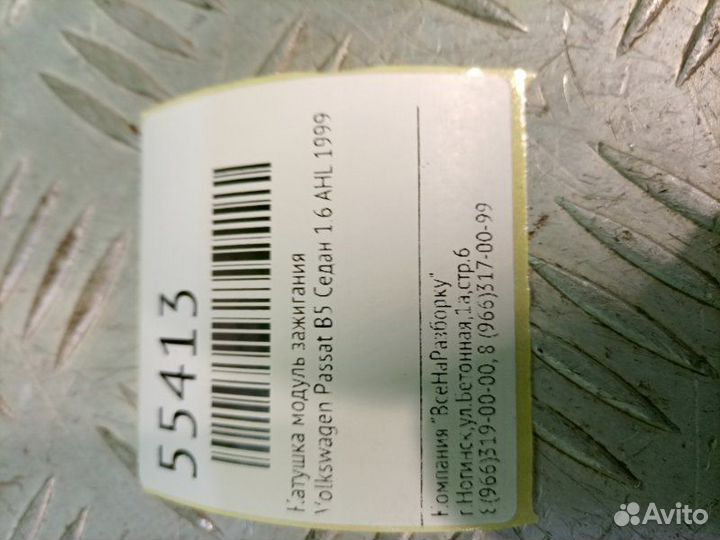 55413
Катушка модуль зажигания
Volkswagen Passat B5 Седан 1.6 AHL 1999
Компания "ВсеНаРазборку"
г.Ногинск,ул.Бетонная,1а,стр.6
8 (966)319-00-00, 8 (966)317-00-99
Avito